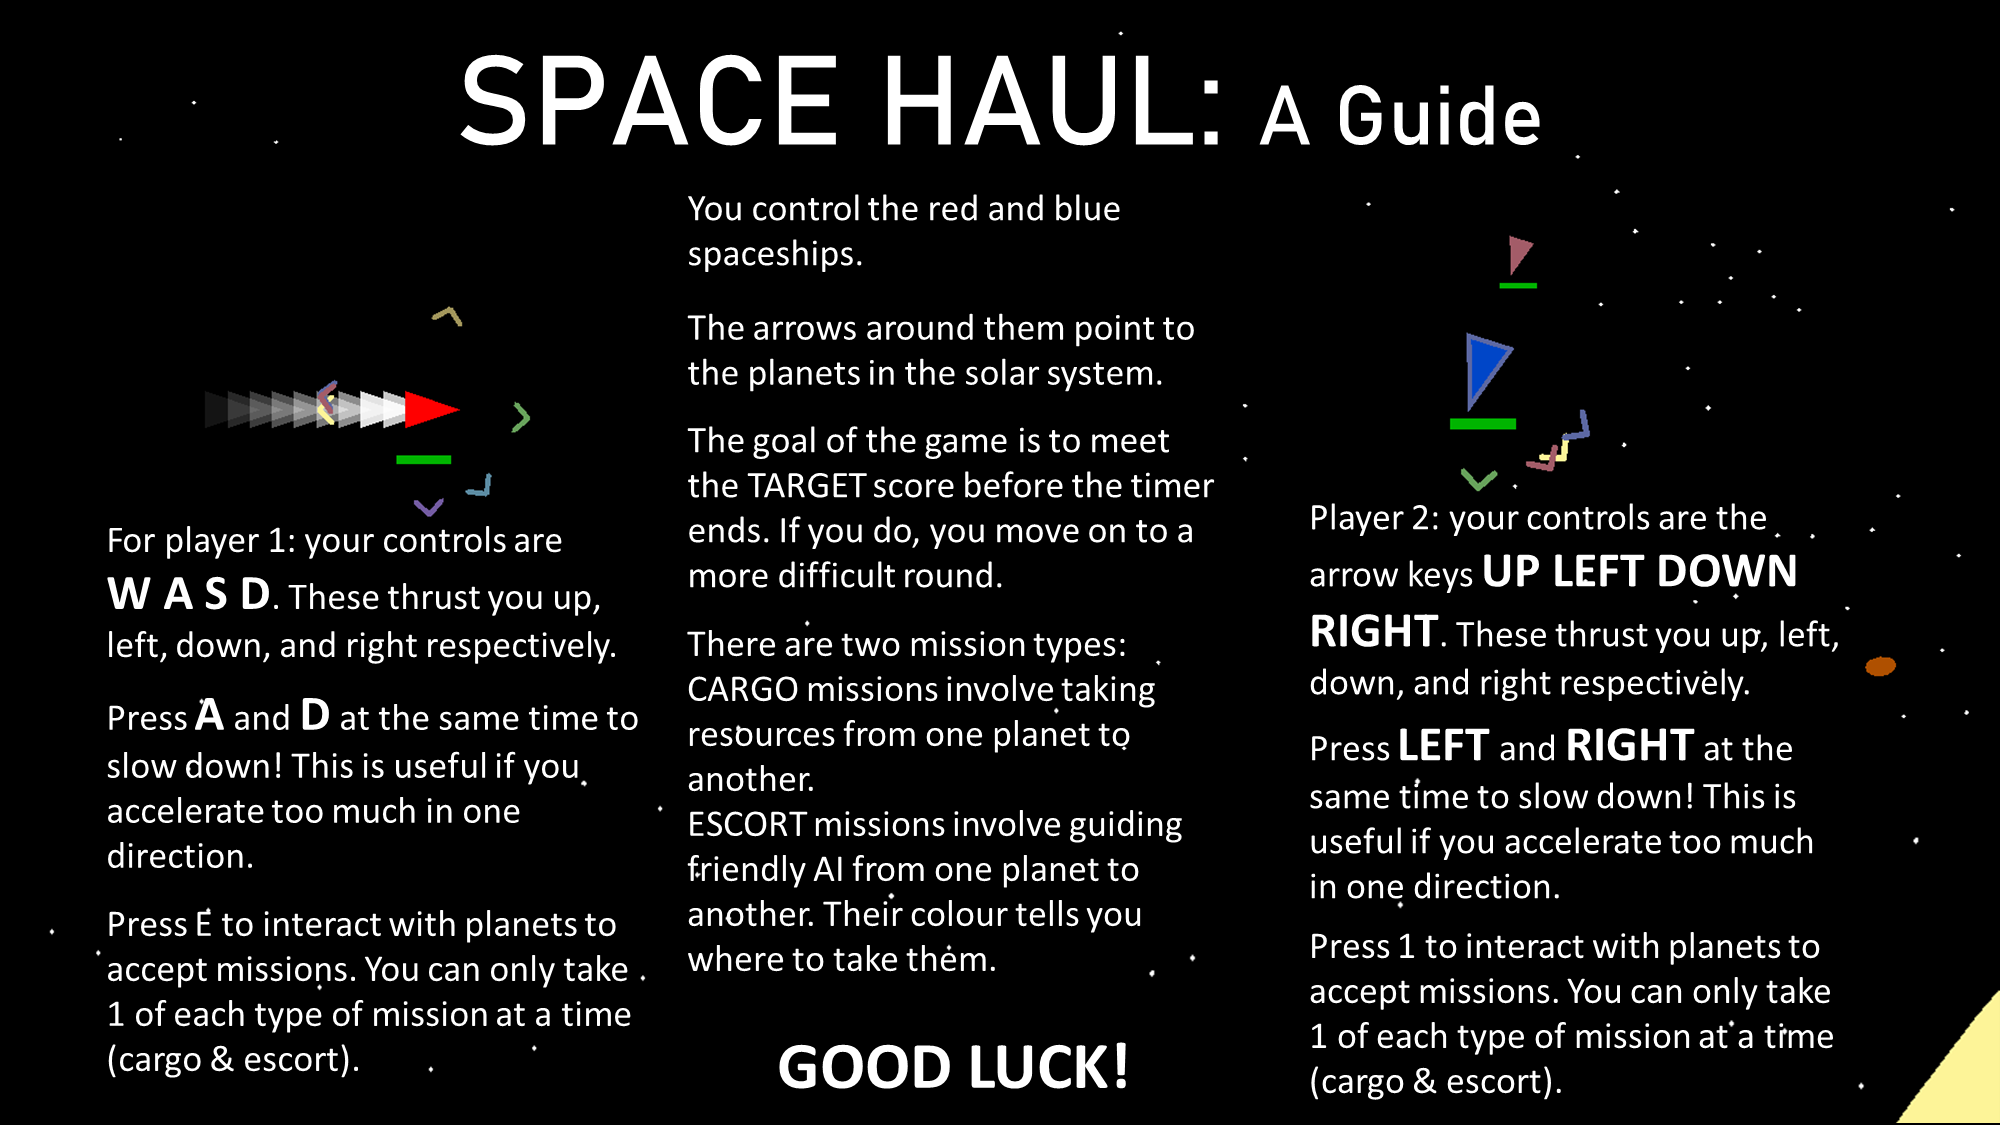 SPACE HAUL: A Guide
For player 1: your controls are
W A S D. These thrust you up,
left, down, and right respectively.
Press A and D at the same time to
slow down! This is useful if you
accelerate too much in one
direction.
Press E to interact with planets to
accept missions. You can only take
1 of each type of mission at a time
(cargo & escort).
You control the red and blue
spaceships.
The arrows around them point to
the planets in the solar system.
The goal of the game is to meet
the TARGET score before the timer
ends. If you do, you move on to a
more difficult round.
There are two mission types:
CARGO missions involve taking
resources from one planet to
another.
ESCORT missions involve guiding
friendly AI from one planet to
another. Their colour tells you
where to take them.
GOOD LUCK!
Player 2: your controls are the
arrow keys UP LEFT DOWN
RIGHT. These thrust you up, left,
down, and right respectively.
Press LEFT and RIGHT at the
same time to slow down! This is
useful if you accelerate too much
in one direction.
Press 1 to interact with planets to
accept missions. You can only take
1 of each type of mission at a time
(cargo & escort).